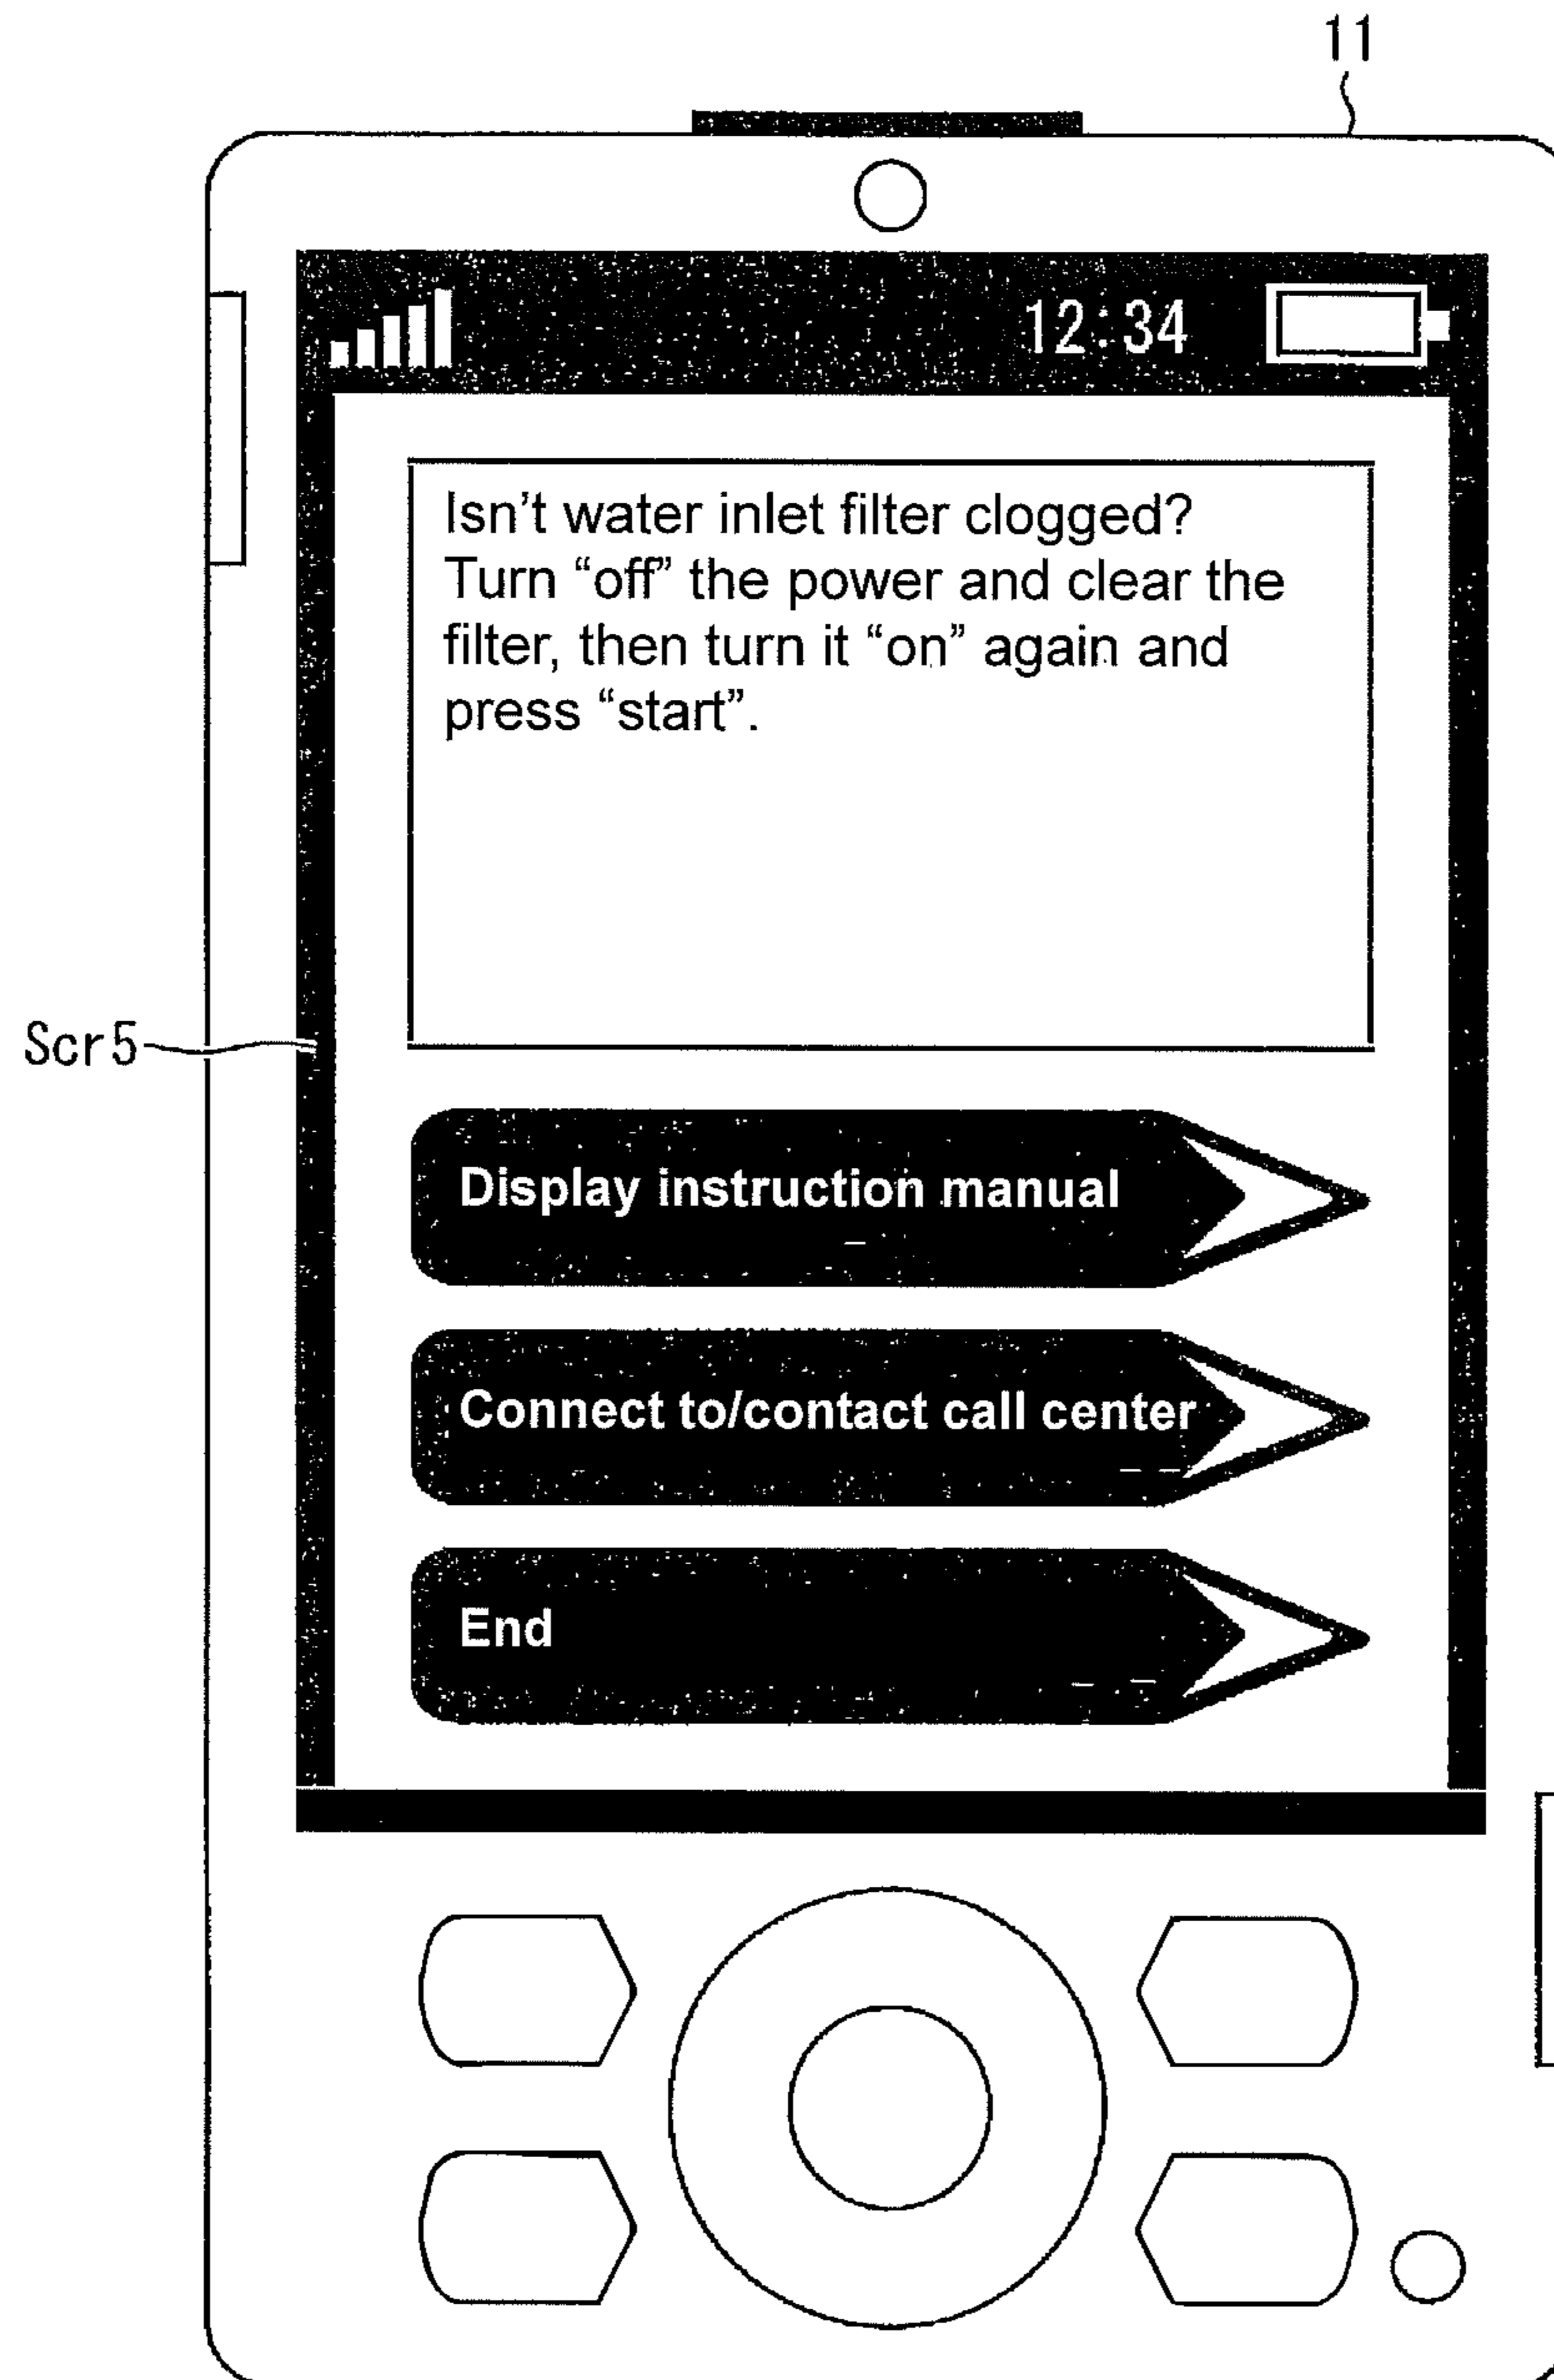 11
12:34
Isn't water inlet filter clogged?
Turn “off” the power and clear the
filter, then turn it “on” again and
press “start”.
Scr5
Display instruction manual
Connect to/contact call center
End